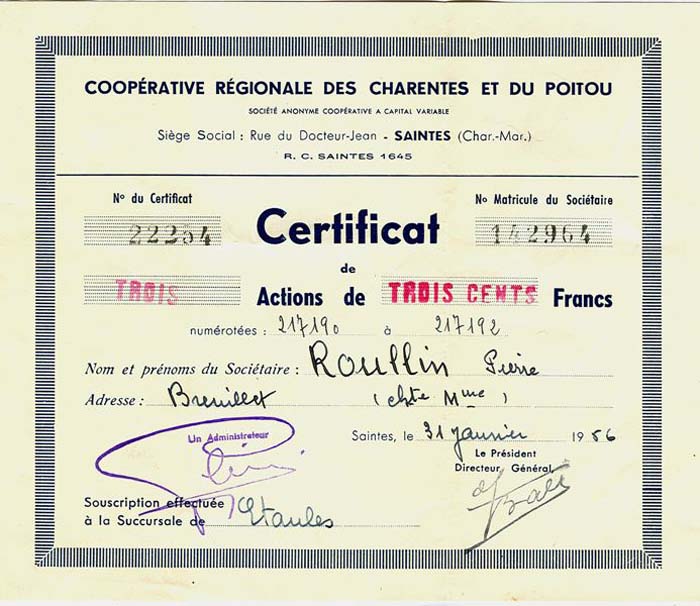 COOPÉRATIVE RÉGIONALE DES CHARENTES ET DU POITOU
SOCIÉTÉ ANONYME COOPÉRATIVE A CAPITAL VARIABLE
Siège Social : Rue du Docteur-Jean - SAINTES (Char.-Mar.)
R. C. SAINTES 1645
No du Certificat
No Matricule du Sociétaire
22254
Certificat
142964
de
TROIS Actions de TROIS CENTS Francs
numérotées : 217190 à 217192
Nom et prénoms du Sociétaire : Roullin Pierre
Adresse : Breuillet (chte Mme)
Saintes, le 31 janvier 1956
Un Administrateur
Le Président
Directeur Général
Souscription effectuée
à la Succursale de Etaules